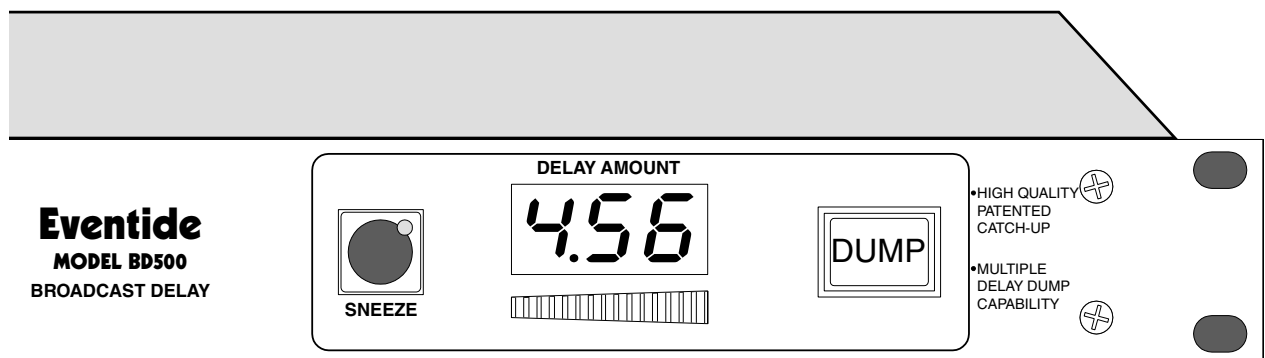 Eventide
MODEL BD500
BROADCAST DELAY
SNEEZE
DELAY AMOUNT
4.56
DUMP
•HIGH QUALITY
PATENTED
CATCH-UP
•MULTIPLE
DELAY DUMP
CAPABILITY